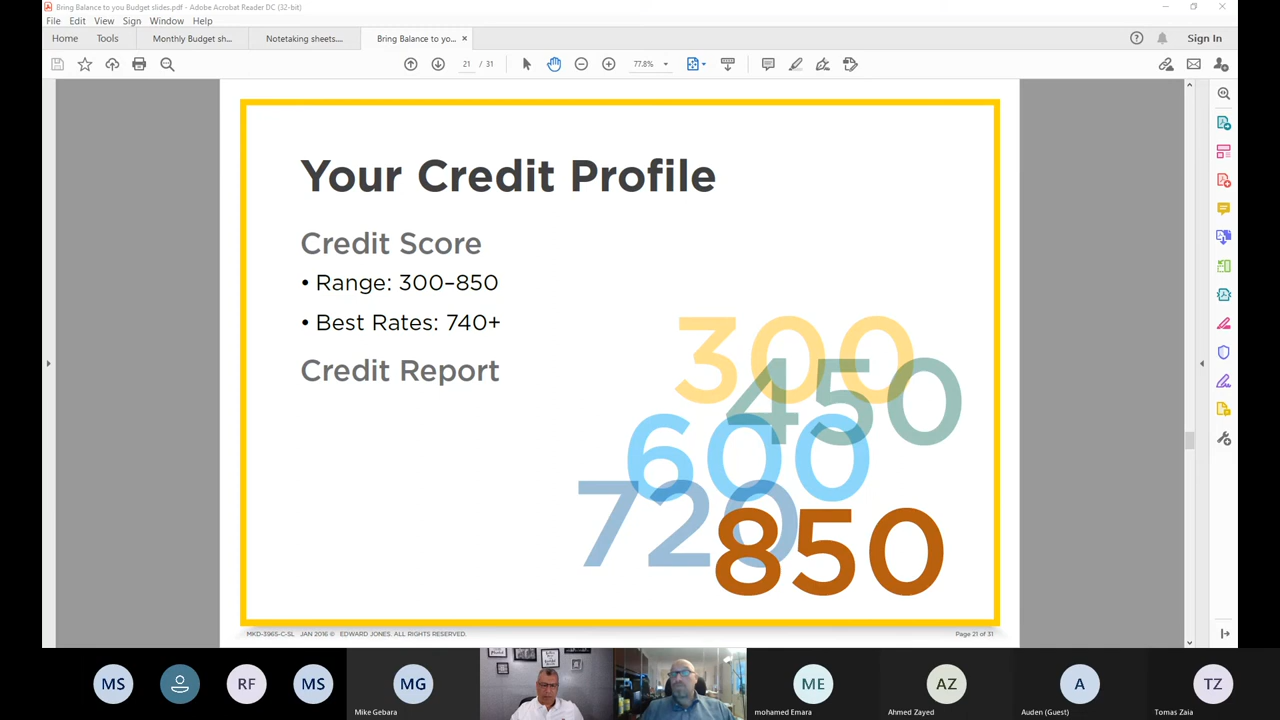 Bring Balance to you Budget slides.pdf - Adobe Acrobat Reader DC (32-bit)
File Edit View Sign Window Help
Home Tools Monthly Budget sh... Notetaking sheets.... Bring Balance to yo... × ? Sign In
21 / 31 77.8%
Your Credit Profile
Credit Score
• Range: 300–850
• Best Rates: 740+
Credit Report
300
450
600
720
850
MKD-3965-C-SL JAN 2016 © EDWARD JONES. ALL RIGHTS RESERVED. Page 21 of 31
MS RF MS MG ME AZ A TZ
Mike Gebara mohamed Emara Ahmed Zayed Auden (Guest) Tomas Zaia